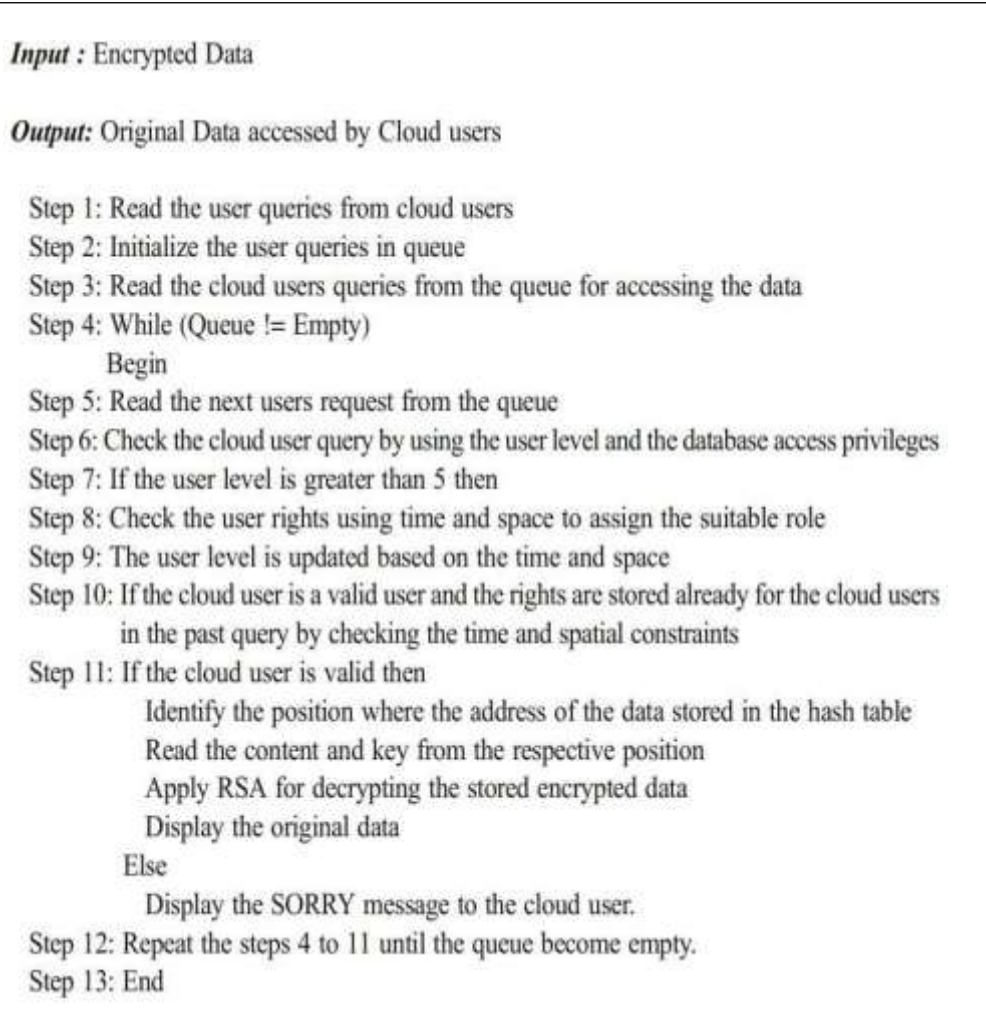 Input : Encrypted Data
Output: Original Data accessed by Cloud users
Step 1: Read the user queries from cloud users
Step 2: Initialize the user queries in queue
Step 3: Read the cloud users queries from the queue for accessing the data
Step 4: While (Queue != Empty)
Begin
Step 5: Read the next users request from the queue
Step 6: Check the cloud user query by using the user level and the database access privileges
Step 7: If the user level is greater than 5 then
Step 8: Check the user rights using time and space to assign the suitable role
Step 9: The user level is updated based on the time and space
Step 10: If the cloud user is a valid user and the rights are stored already for the cloud users
in the past query by checking the time and spatial constraints
Step 11: If the cloud user is valid then
Identify the position where the address of the data stored in the hash table
Read the content and key from the respective position
Apply RSA for decrypting the stored encrypted data
Display the original data
Else
Display the SORRY message to the cloud user.
Step 12: Repeat the steps 4 to 11 until the queue become empty.
Step 13: End